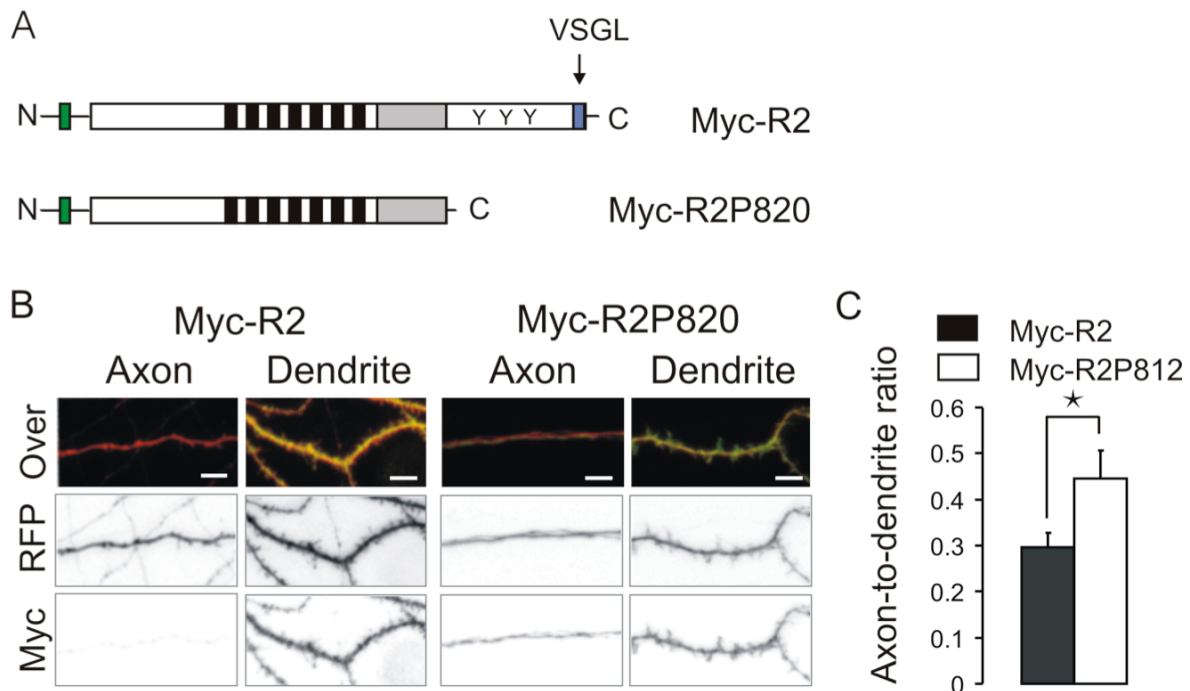 A
VSGL
N Y Y Y C Myc-R2
N C Myc-R2P820
B
Myc-R2 Myc-R2P820
Axon Dendrite Axon Dendrite
Over
RFP
Myc
C
Myc-R2
Myc-R2P812
Axon-to-dendrite ratio
★
0.6
0.5
0.4
0.3
0.2
0.1
0